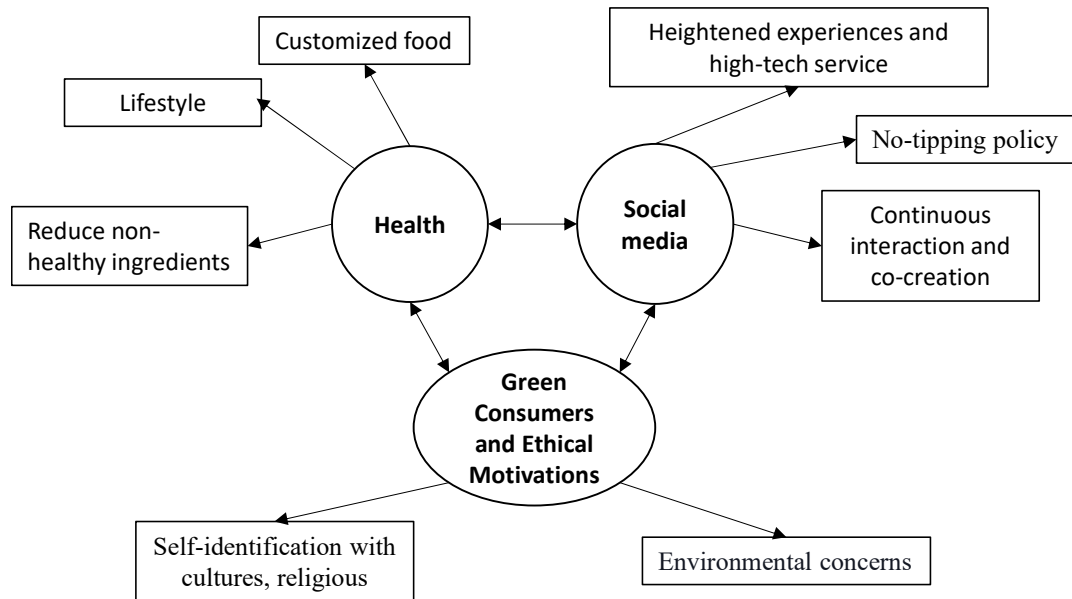 Customized food
Heightened experiences and
high-tech service
Lifestyle
No-tipping policy
Health
Social
media
Reduce non-
healthy ingredients
Continuous
interaction and
co-creation
Green
Consumers
and Ethical
Motivations
Self-identification with
cultures, religious
Environmental concerns